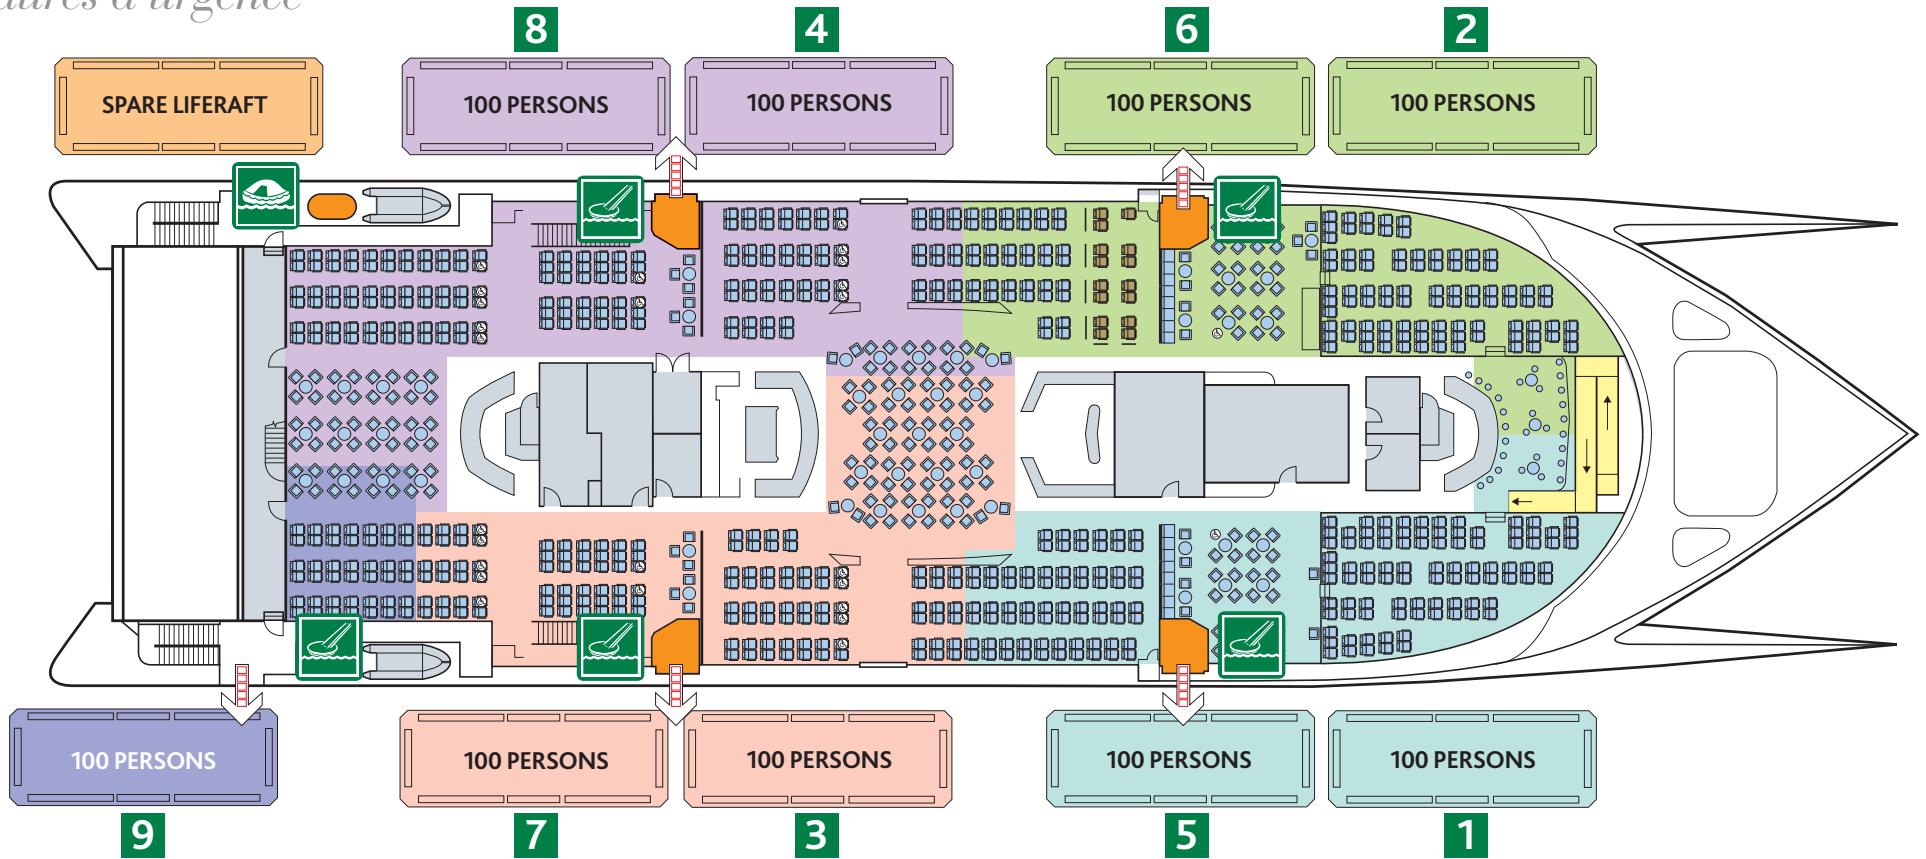 d'urgence
8 4 6 2
SPARE LIFERAFT 100 PERSONS 100 PERSONS 100 PERSONS 100 PERSONS
100 PERSONS 100 PERSONS 100 PERSONS 100 PERSONS 100 PERSONS
9 7 3 5 1